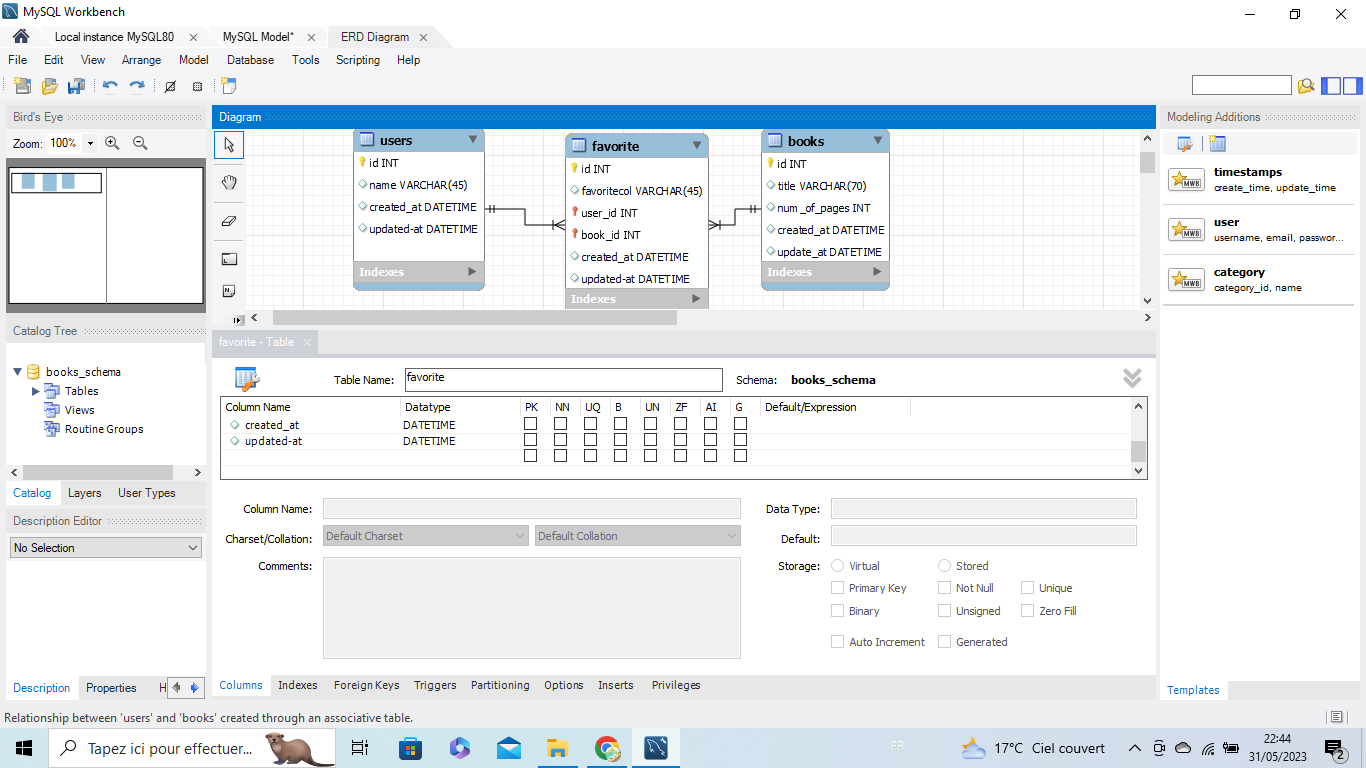 MySQL Workbench
Local instance MySQL80 MySQL Model* ERD Diagram
File Edit View Arrange Model Database Tools Scripting Help
Bird's Eye
Zoom: 100%
Diagram
users
id INT
name VARCHAR(45)
created_at DATETIME
updated-at DATETIME
Indexes
favorite
id INT
favoritecol VARCHAR(45)
user_id INT
book_id INT
created_at DATETIME
updated-at DATETIME
Indexes
books
id INT
title VARCHAR(70)
num _of_pages INT
created_at DATETIME
update_at DATETIME
Indexes
Modeling Additions
MWB
timestamps
create_time, update_time
MWB
user
username, email, passwor...
MWB
category
category_id, name
Templates
Catalog Tree
books_schema
Tables
Views
Routine Groups
Catalog Layers User Types
Description Editor
No Selection
Description Properties H
favorite - Table
Table Name: favorite Schema: books_schema
Column Name Datatype PK NN UQ B UN ZF AI G Default/Expression
created_at DATETIME
updated-at DATETIME
Column Name: Data Type:
Charset/Collation: Default Charset Default Collation Default:
Comments: Storage: Virtual Stored
Primary Key Not Null Unique
Binary Unsigned Zero Fill
Auto Increment Generated
Columns Indexes Foreign Keys Triggers Partitioning Options Inserts Privileges
Relationship between 'users' and 'books' created through an associative table.
Tapez ici pour effectuer... FR 17°C Ciel couvert 22:44
31/05/2023
2